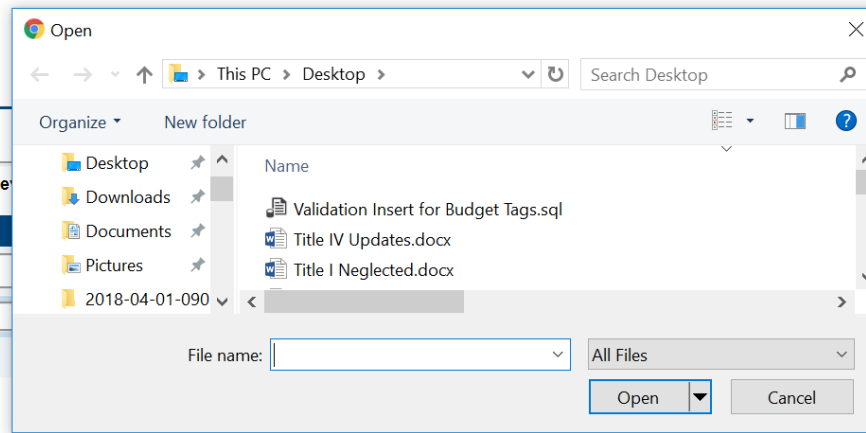 Open
This PC > Desktop >
Search Desktop
Organize
New folder
?
Desktop
Downloads
Documents
Pictures
2018-04-01-090
Name
Validation Insert for Budget Tags.sql
Title IV Updates.docx
Title I Neglected.docx
File name:
All Files
Open
Cancel